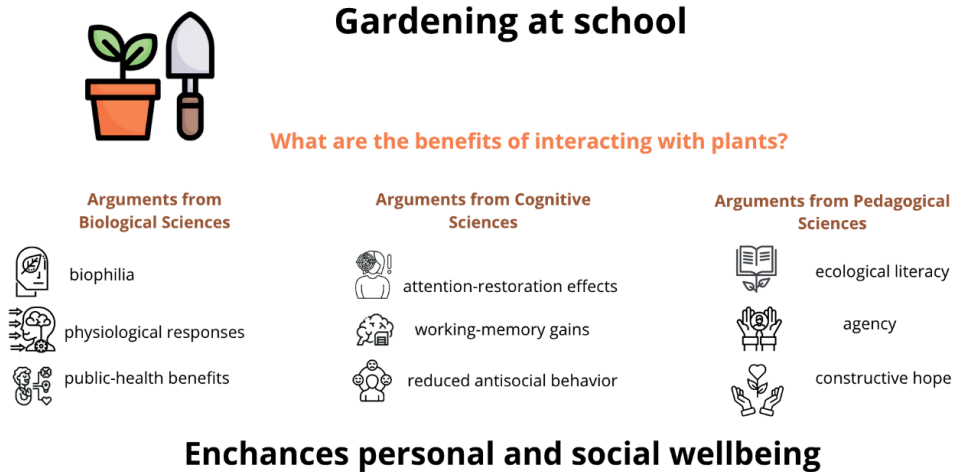 Gardening at school
What are the benefits of interacting with plants?
Arguments from
Biological Sciences
biophilia
physiological responses
public-health benefits
Arguments from Cognitive
Sciences
attention-restoration effects
working-memory gains
reduced antisocial behavior
Arguments from Pedagogical
Sciences
ecological literacy
agency
constructive hope
Enchances personal and social wellbeing